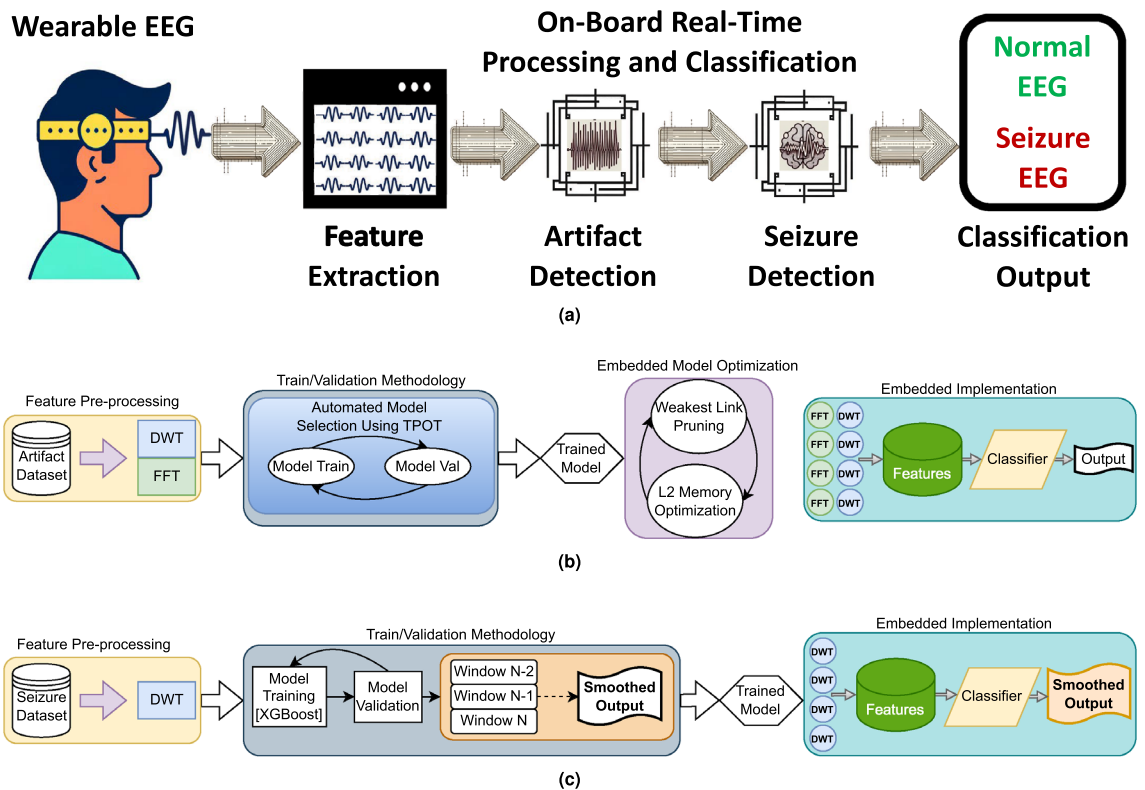 Wearable EEG
On-Board Real-Time
Processing and Classification
Normal
EEG
Seizure
EEG
Feature
Extraction
Artifact
Detection
Seizure
Detection
Classification
Output
(a)
Feature Pre-processing
Artifact
Dataset
DWT
FFT
Train/Validation Methodology
Automated Model
Selection Using TPOT
Model Train
Model Val
Trained
Model
Embedded Model Optimization
Weakest Link
Pruning
L2 Memory
Optimization
Embedded Implementation
FFT DWT
FFT DWT
FFT DWT
FFT DWT
Features
Classifier
Output
(b)
Feature Pre-processing
Seizure
Dataset
DWT
Train/Validation Methodology
Model
Training
[XGBoost]
Model
Validation
Window N-2
Window N-1
Window N
Smoothed
Output
Trained
Model
Embedded Implementation
DWT
DWT
DWT
DWT
Features
Classifier
Smoothed
Output
(c)